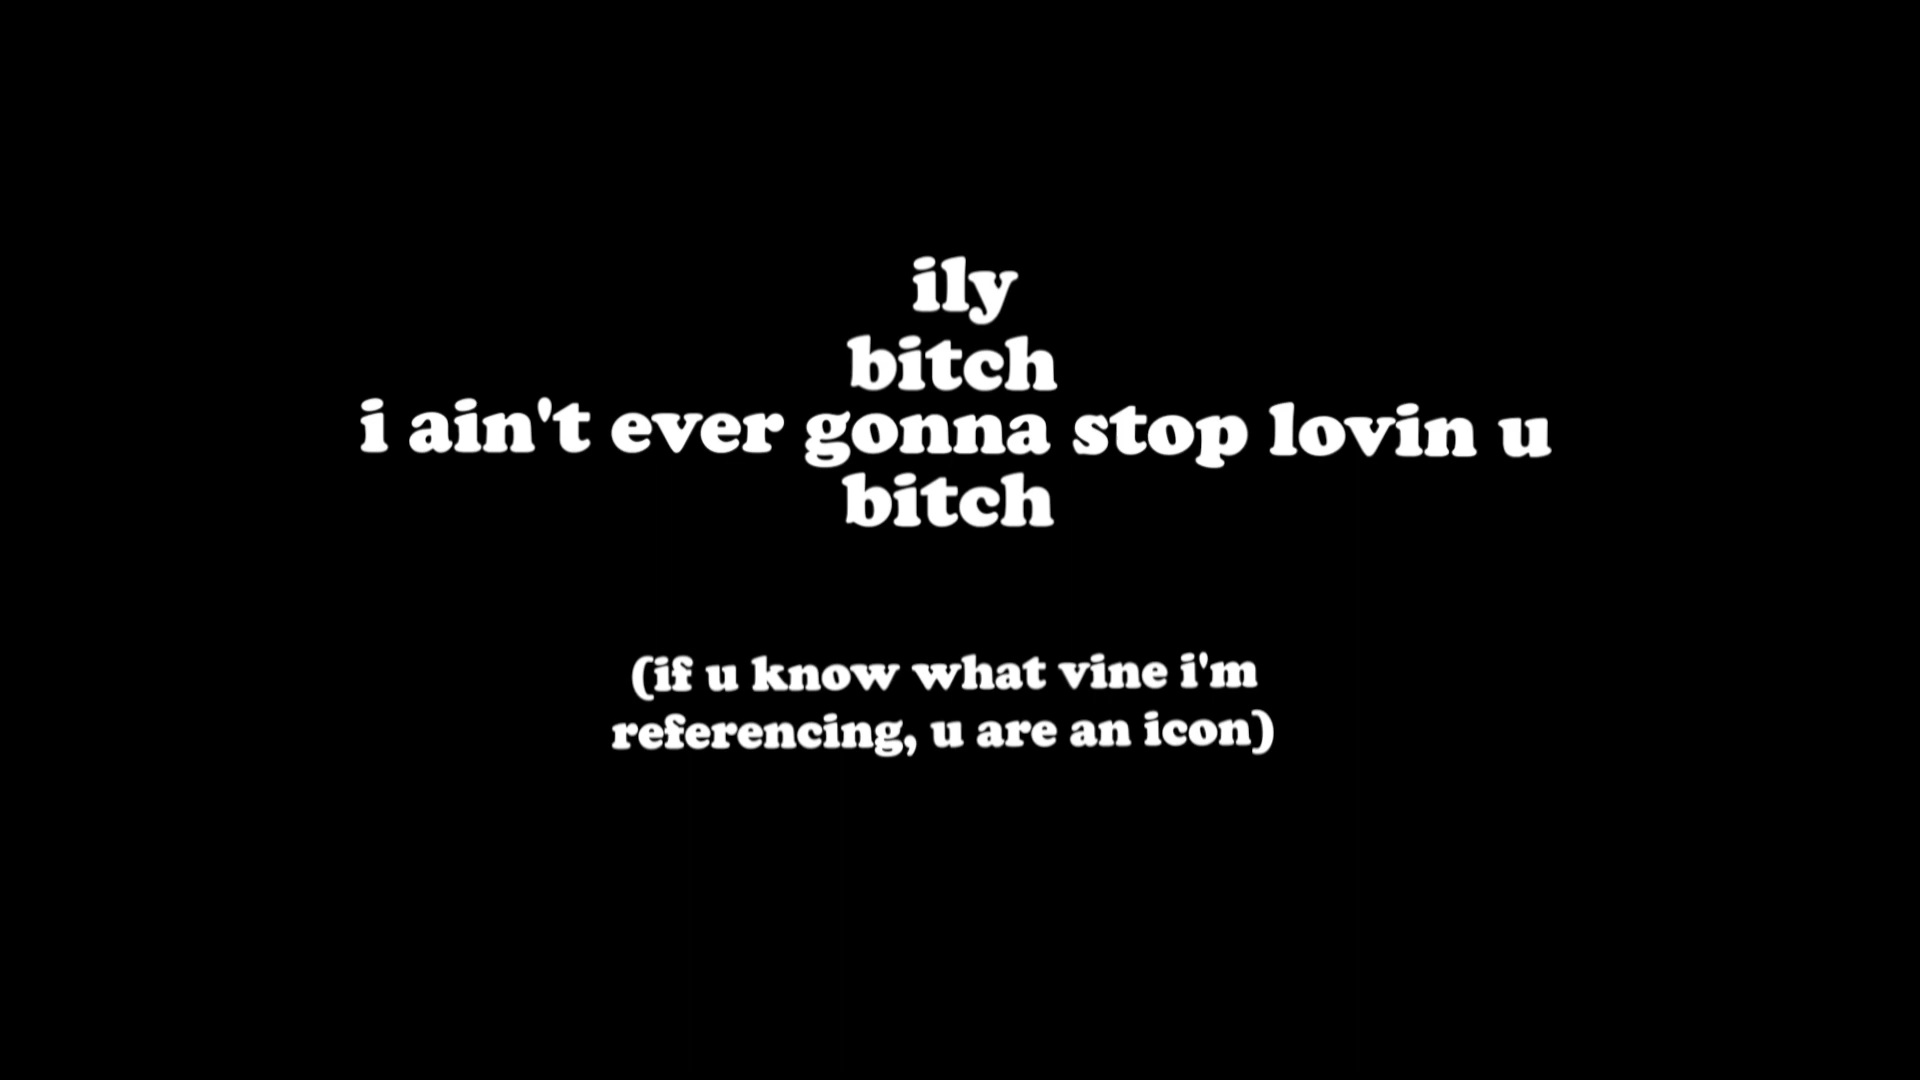 ily
bitch
i ain't ever gonna stop lovin u
bitch
(if u know what vine i'm
referencing, u are an icon)